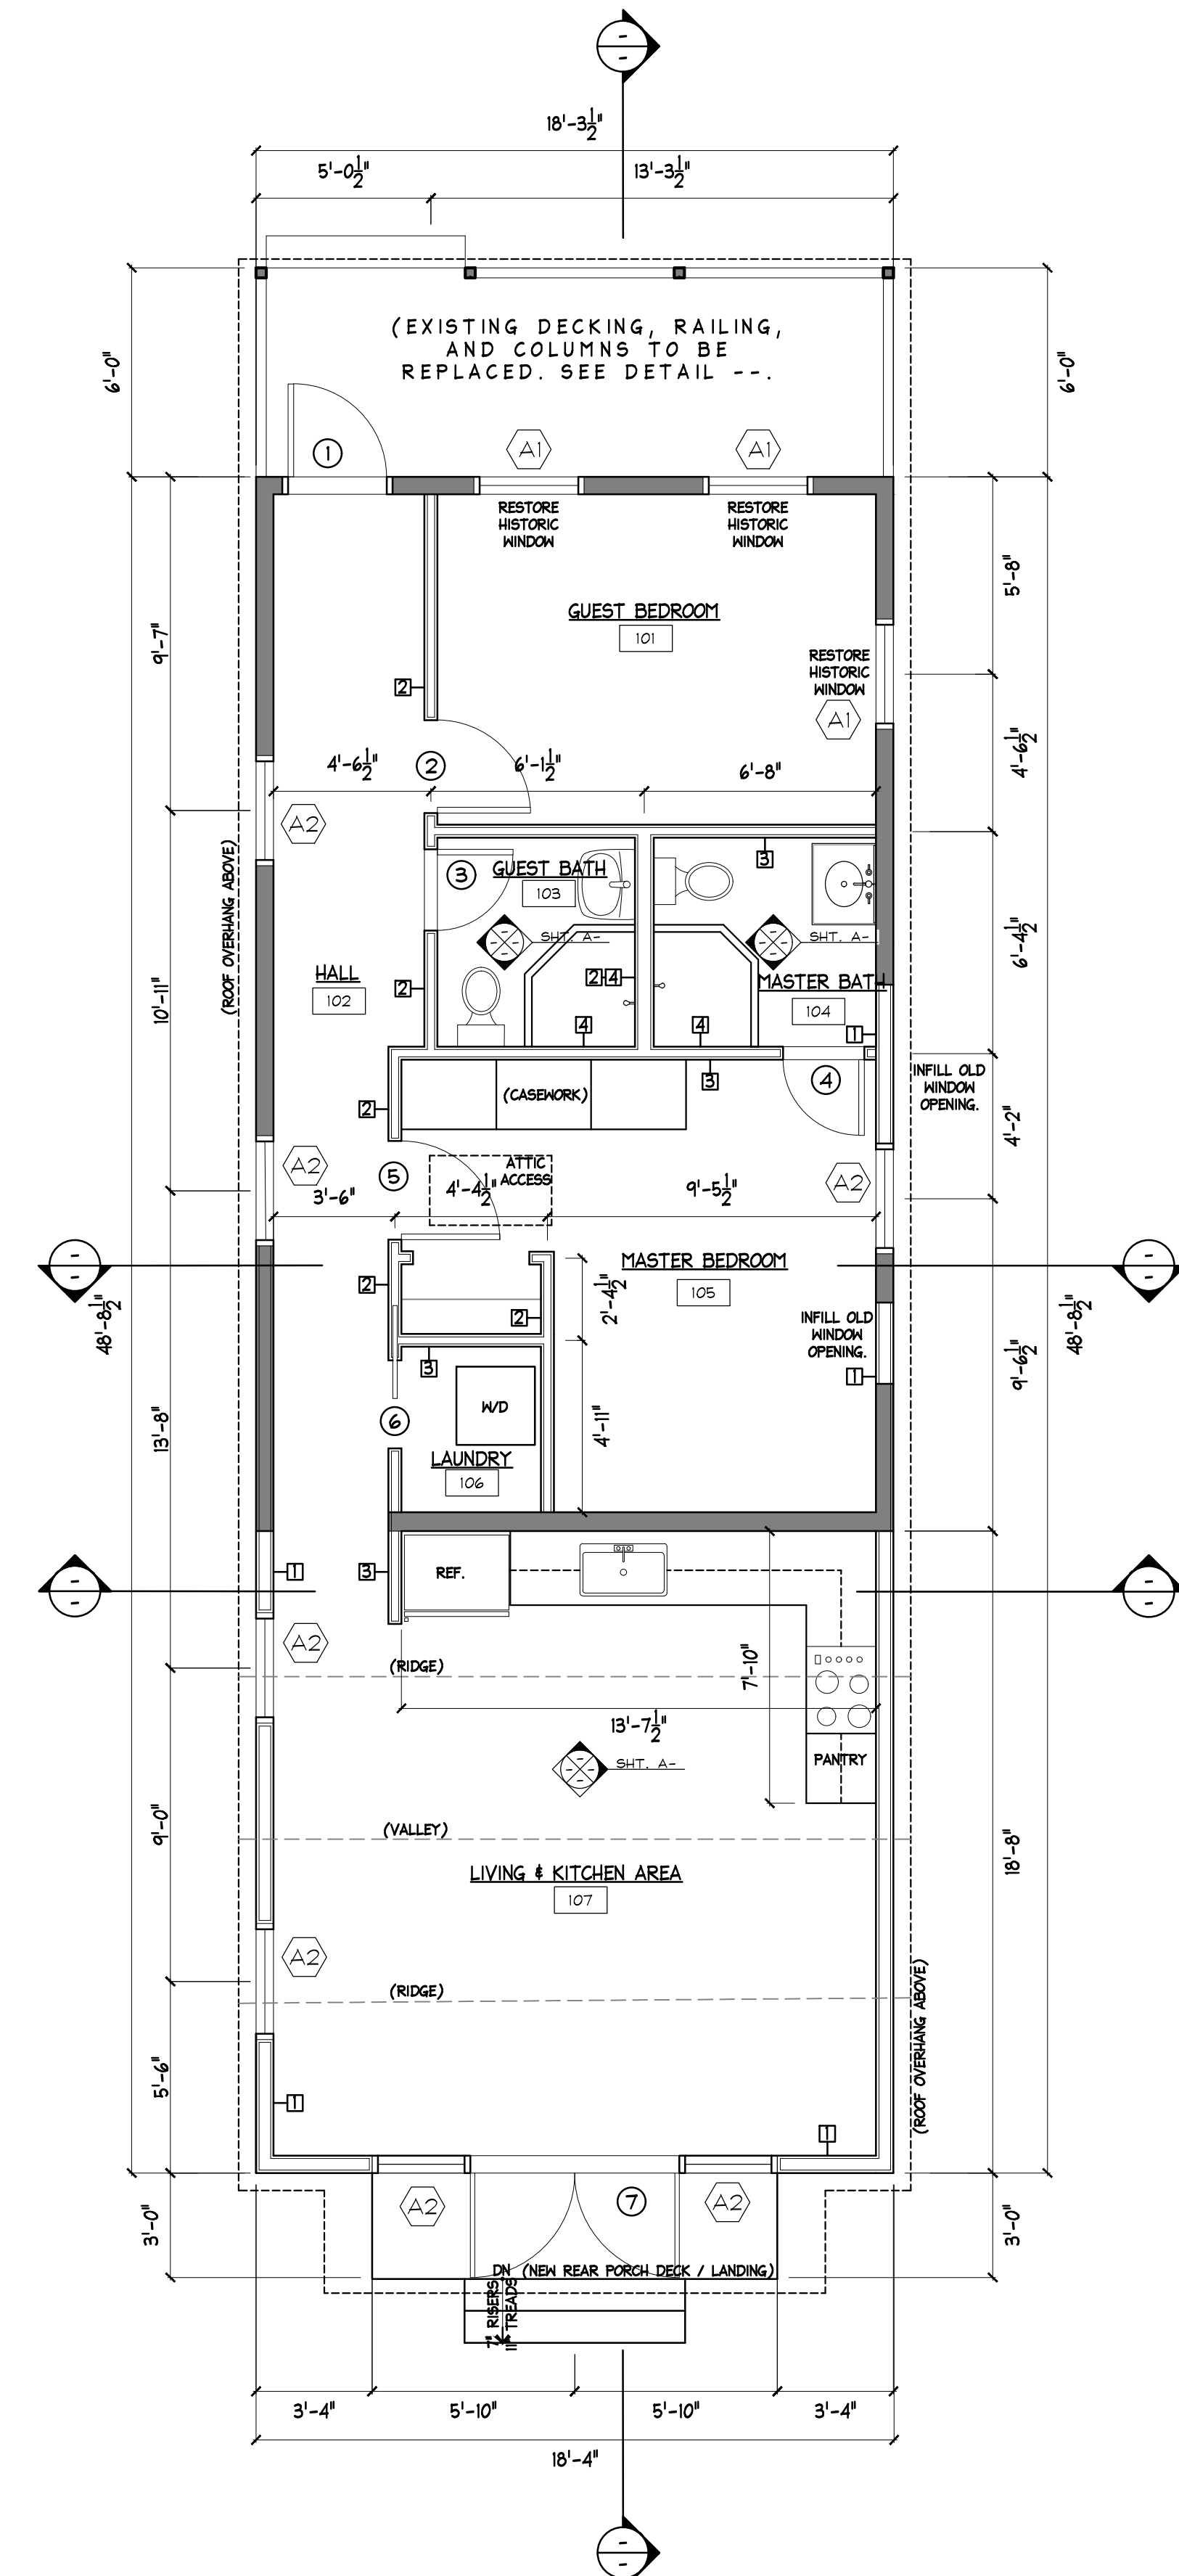 -
-
18'-3 1/2"
5'-0 1/2"
13'-3 1/2"
6'-0"
(EXISTING DECKING, RAILING,
AND COLUMNS TO BE
REPLACED. SEE DETAIL --.
6'-0"
1
A1
A1
RESTORE
HISTORIC
WINDOW
RESTORE
HISTORIC
WINDOW
5'-8"
9'-7"
GUEST BEDROOM
101
RESTORE
HISTORIC
WINDOW
A1
2
4'-6 1/2"
2
6'-1 1/2"
6'-8"
4'-6 1/2"
A2
3
3
GUEST BATH
103
(ROOF OVERHANG ABOVE)
SHT. A-
SHT. A-
6'-4 1/2"
HALL
102
2
2
4
MASTER BATH
104
10'-11"
4
4
1
3
4
INFILL OLD
WINDOW
OPENING.
2
(CASEWORK)
4'-2"
A2
5
ATTIC
ACCESS
3'-6"
4'-4 1/2"
9'-5 1/2"
A2
-
-
MASTER BEDROOM
105
-
-
2
2
2'-4 1/2"
48'-8 1/2"
48'-8 1/2"
INFILL OLD
WINDOW
OPENING.
9'-6 1/2"
3
1
13'-8"
6
W/D
4'-11"
LAUNDRY
106
-
-
1
3
REF.
-
-
A2
(RIDGE)
7'-10"
13'-7 1/2"
SHT. A-
PANTRY
9'-0"
(VALLEY)
LIVING & KITCHEN AREA
107
18'-8"
A2
(RIDGE)
(ROOF OVERHANG ABOVE)
5'-6"
1
1
3'-0"
A2
7
A2
3'-0"
DN
(NEW REAR PORCH DECK / LANDING)
7" RISERS
11" TREADS
3'-4"
5'-10"
5'-10"
3'-4"
18'-4"
-
-